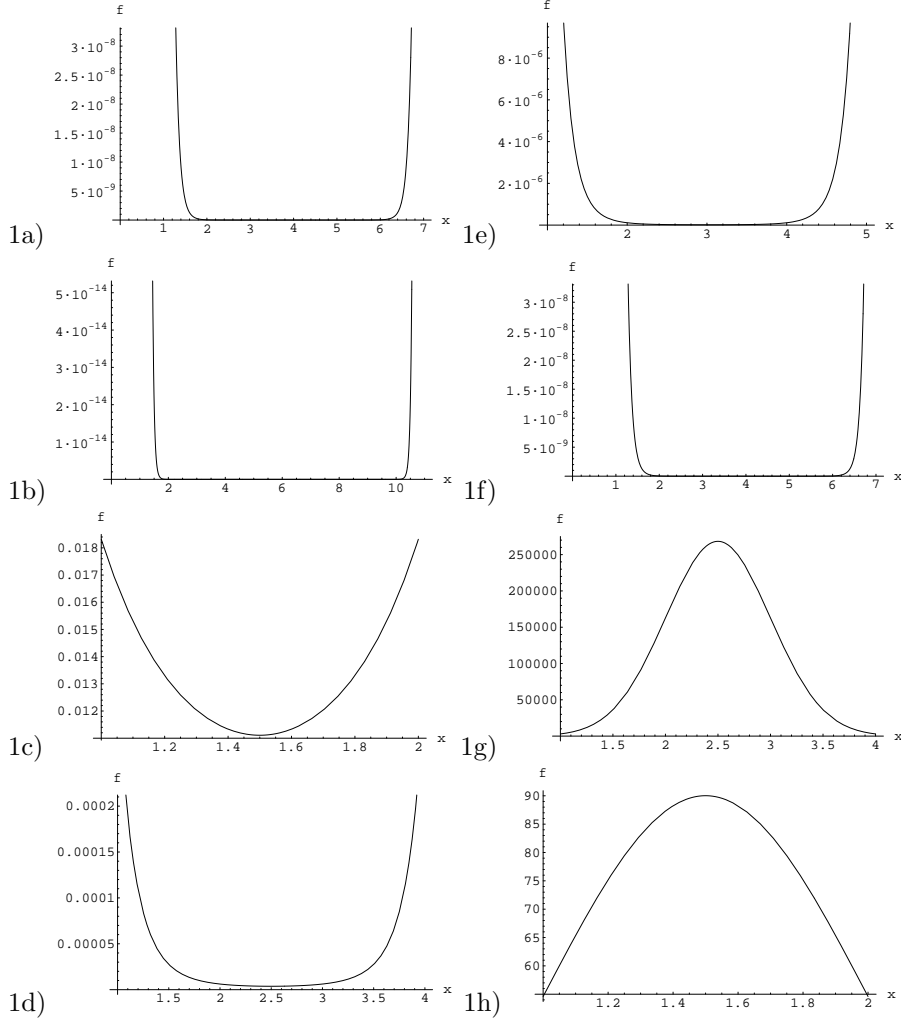 f
3·10⁻⁸
2.5·10⁻⁸
2·10⁻⁸
1.5·10⁻⁸
1·10⁻⁸
5·10⁻⁹
1 2 3 4 5 6 7 x
1a)
f
8·10⁻⁶
6·10⁻⁶
4·10⁻⁶
2·10⁻⁶
2 3 4 5 x
1e)
f
5·10⁻¹⁴
4·10⁻¹⁴
3·10⁻¹⁴
2·10⁻¹⁴
1·10⁻¹⁴
2 4 6 8 10 x
1b)
f
3·10⁻⁸
2.5·10⁻⁸
2·10⁻⁸
1.5·10⁻⁸
1·10⁻⁸
5·10⁻⁹
1 2 3 4 5 6 7 x
1f)
f
0.018
0.017
0.016
0.015
0.014
0.013
0.012
1.2 1.4 1.6 1.8 2 x
1c)
f
250000
200000
150000
100000
50000
1.5 2 2.5 3 3.5 4 x
1g)
f
0.0002
0.00015
0.0001
0.00005
1.5 2 2.5 3 3.5 4 x
1d)
f
90
85
80
75
70
65
60
1.2 1.4 1.6 1.8 2 x
1h)